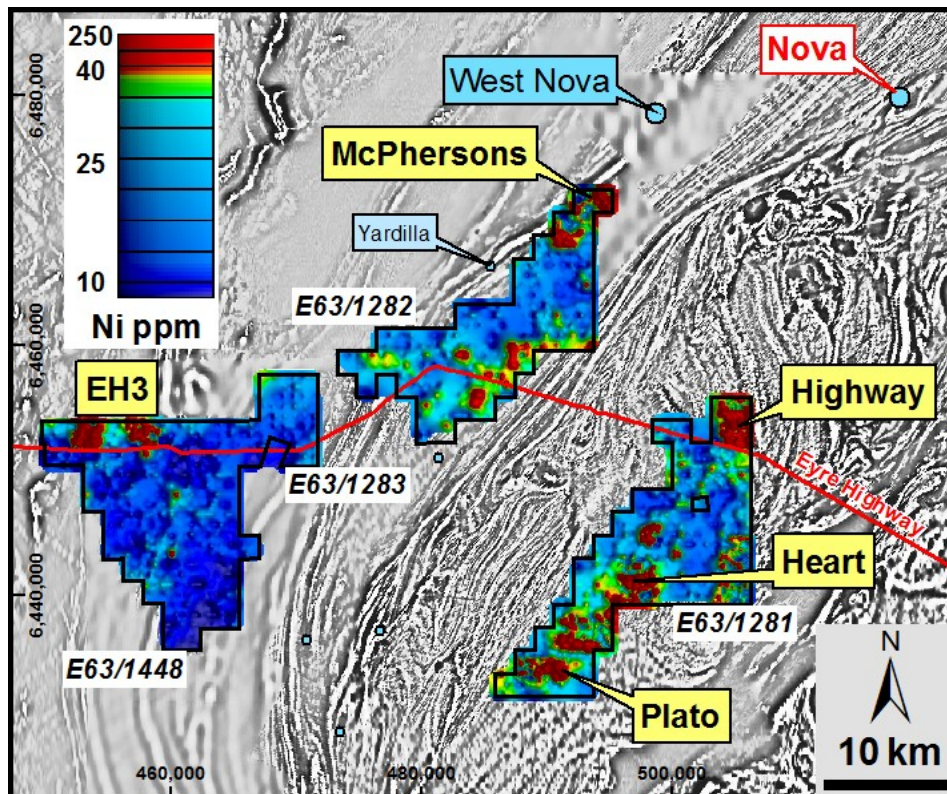 250
40
25
10
Ni ppm
6,480,000
6,460,000
6,440,000
Nova
West Nova
McPhersons
Yardilla
E63/1282
EH3
Highway
E63/1283
Eyre Highway
Heart
E63/1281
E63/1448
Plato
N
10 km
460,000
480,000
500,000